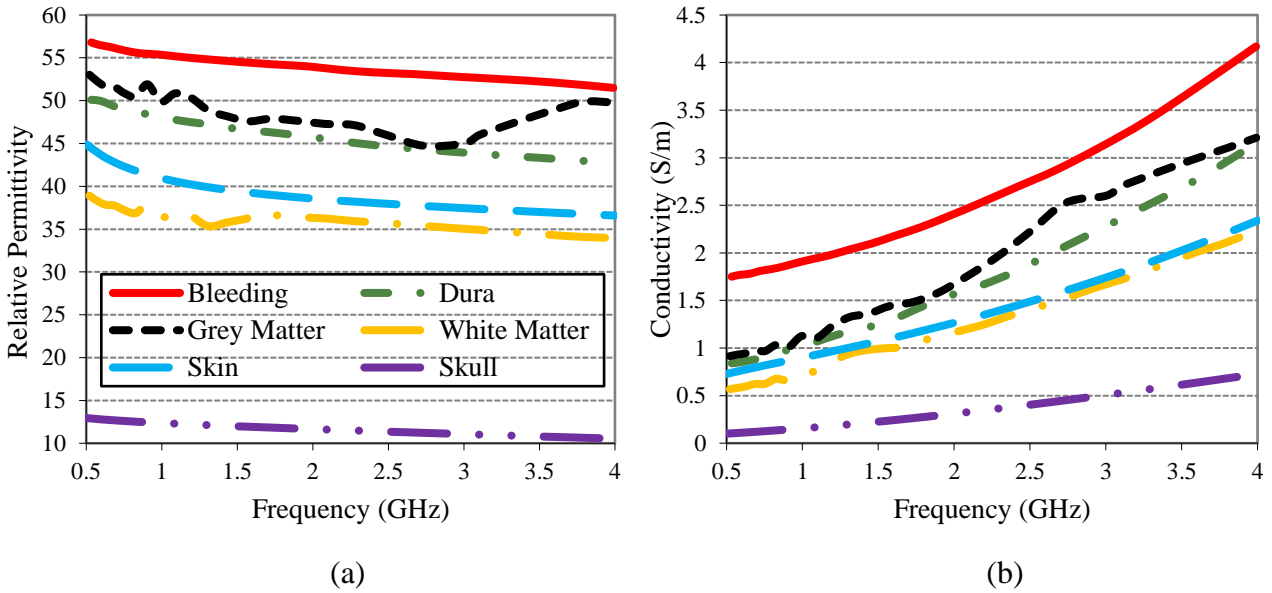 60
55
50
45
40
35
30
25
20
15
10
Relative Permittivity
Bleeding
Dura
Grey Matter
White Matter
Skin
Skull
0.5 1 1.5 2 2.5 3 3.5 4
Frequency (GHz)
(a)
4.5
4
3.5
3
2.5
2
1.5
1
0.5
0
Conductivity (S/m)
0.5 1 1.5 2 2.5 3 3.5 4
Frequency (GHz)
(b)